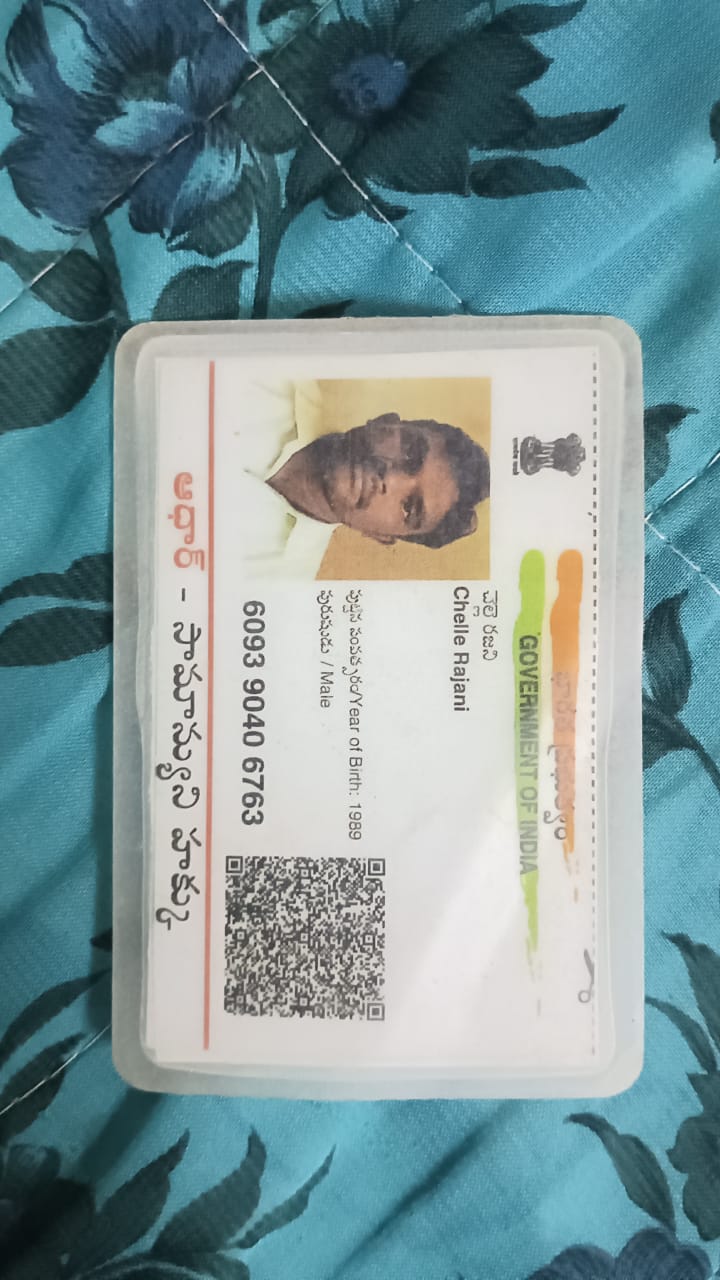 భారత ప్రభుత్వం
GOVERNMENT OF INDIA
చెల్లె రజని
Chelle Rajani
పుట్టిన సంవత్సరం/Year of Birth: 1989
పురుషుడు / Male
6093 9040 6763
ఆధార్ - సామాన్యుని హక్కు